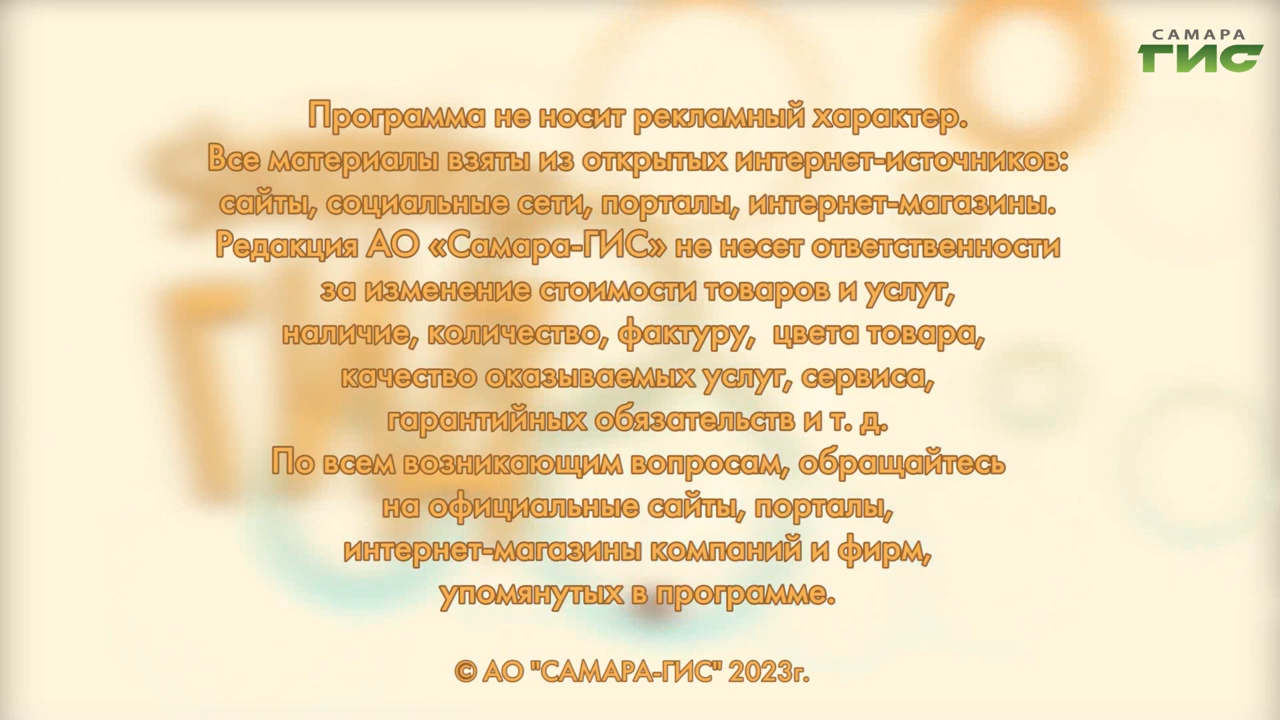 САМАРА
ГИС
Программа не носит рекламный характер.
Все материалы взяты из открытых интернет-источников:
сайты, социальные сети, порталы, интернет-магазины.
Редакция АО «Самара-ГИС» не несет ответственности
за изменение стоимости товаров и услуг,
наличие, количество, фактуру, цвета товара,
качество оказываемых услуг, сервиса,
гарантийных обязательств и т. д.
По всем возникающим вопросам, обращайтесь
на официальные сайты, порталы,
интернет-магазины компаний и фирм,
упомянутых в программе.
© АО "САМАРА-ГИС" 2023г.